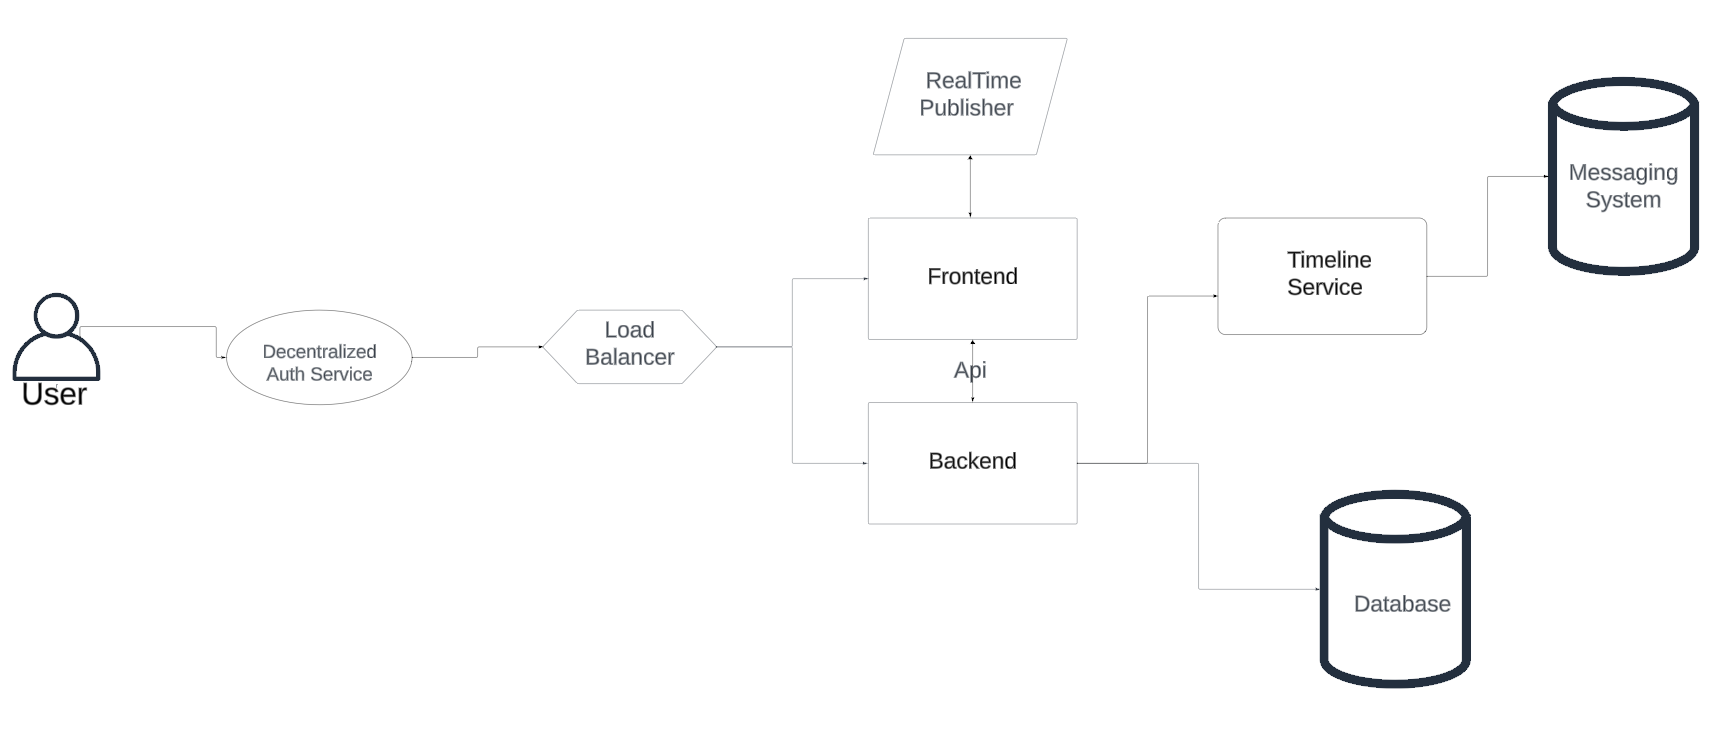 RealTime
Publisher
Messaging
System
Frontend
Timeline
Service
Load
Balancer
Decentralized
Auth Service
User
Api
Backend
Database